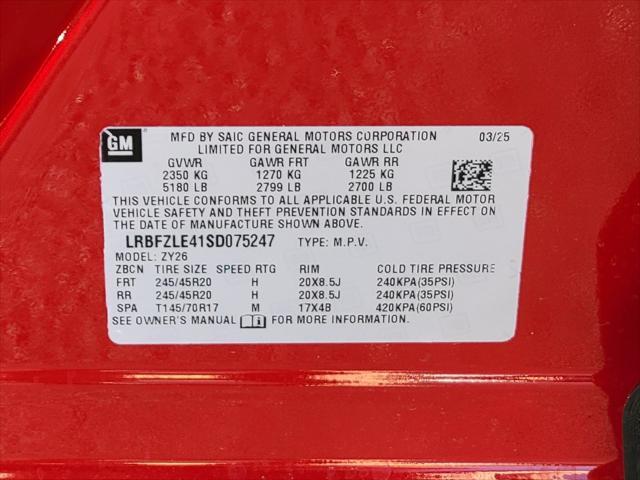 GM
MFD BY SAIC GENERAL MOTORS CORPORATION 03/25
LIMITED FOR GENERAL MOTORS LLC
GVWR GAWR FRT GAWR RR
2350 KG 1270 KG 1225 KG
5180 LB 2799 LB 2700 LB
THIS VEHICLE CONFORMS TO ALL APPLICABLE U.S. FEDERAL MOTOR
VEHICLE SAFETY AND THEFT PREVENTION STANDARDS IN EFFECT ON
THE DATE OF MANUFACTURE SHOWN ABOVE.
LRBFZLE41SD075247 TYPE: M.P.V.
MODEL: ZY26
ZBCN TIRE SIZE SPEED RTG RIM COLD TIRE PRESSURE
FRT 245/45R20 H 20X8.5J 240KPA(35PSI)
RR 245/45R20 H 20X8.5J 240KPA(35PSI)
SPA T145/70R17 M 17X4B 420KPA(60PSI)
SEE OWNER'S MANUAL FOR MORE INFORMATION